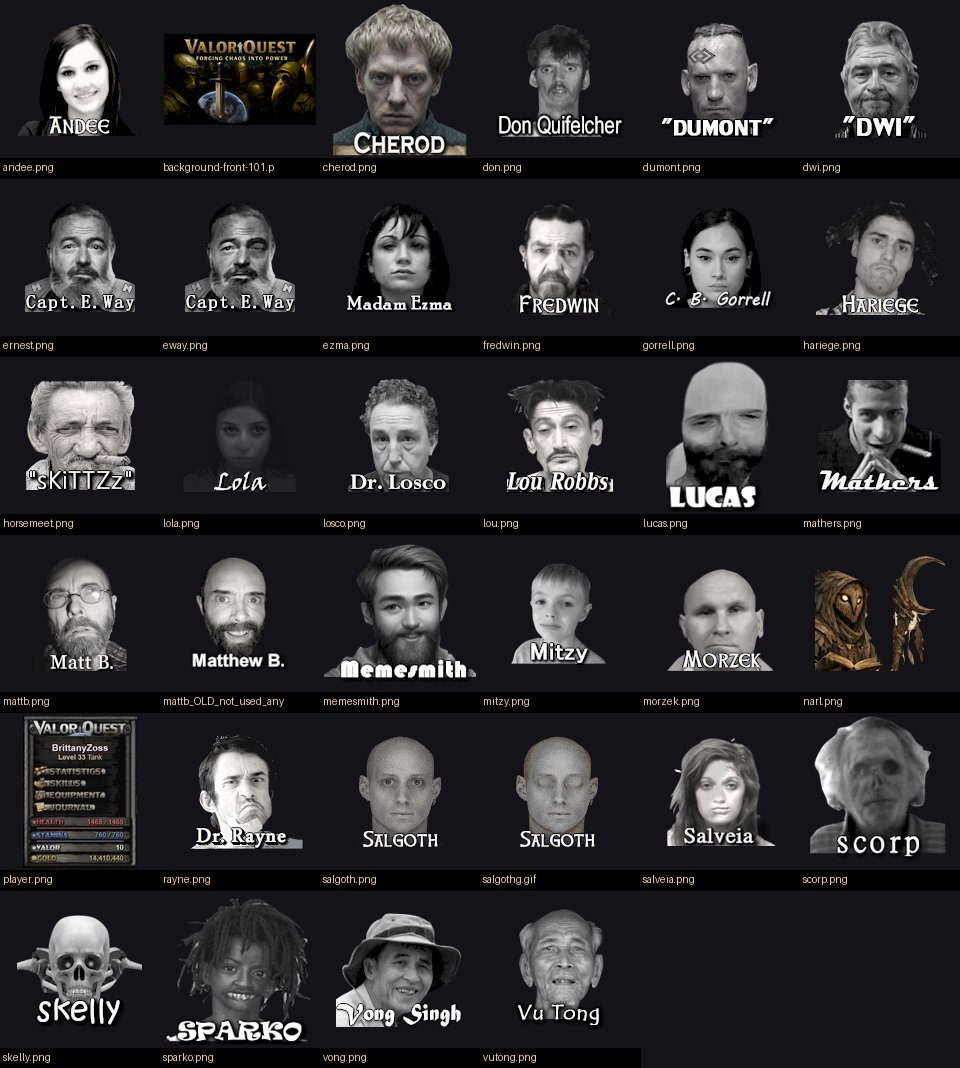 ANDEE
VALORQUEST
FORGING CHAOS INTO POWER
CHEROD
Don Quifelcher
"DUMONT"
"DWI"
andee.png
background-front-101.p
cherod.png
don.png
dumont.png
dwi.png
Capt. E. Way
Capt. E. Way
Madam Ezma
FREDWIN
C. B. Gorrell
HARIEGE
ernest.png
eway.png
ezma.png
fredwin.png
gorrell.png
hariege.png
"sKiTTZz"
Lola
Dr. Losco
Lou Robbs
LUCAS
Mathers
horsemeet.png
lola.png
losco.png
lou.png
lucas.png
mathers.png
Matt B.
Matthew B.
Memesmith
Mitzy
MORZEK
mattb.png
mattb_OLD_not_used_any
memesmith.png
mitzy.png
morzek.png
narl.png
VALORQUEST
BrittanyZoss
Level 33 Tank
STATISTICS
SKILLS
EQUIPMENT
JOURNAL
HEALTH 1468/1468
STAMINA 760/760
VALOR 10
GOLD 14,410,440
Dr. Rayne
SALGOTH
SALGOTH
Salveia
scorp
player.png
rayne.png
salgoth.png
salgothg.gif
salveia.png
scorp.png
skelly
SPARKO
Vong Singh
Vu Tong
skelly.png
sparko.png
vong.png
vutong.png